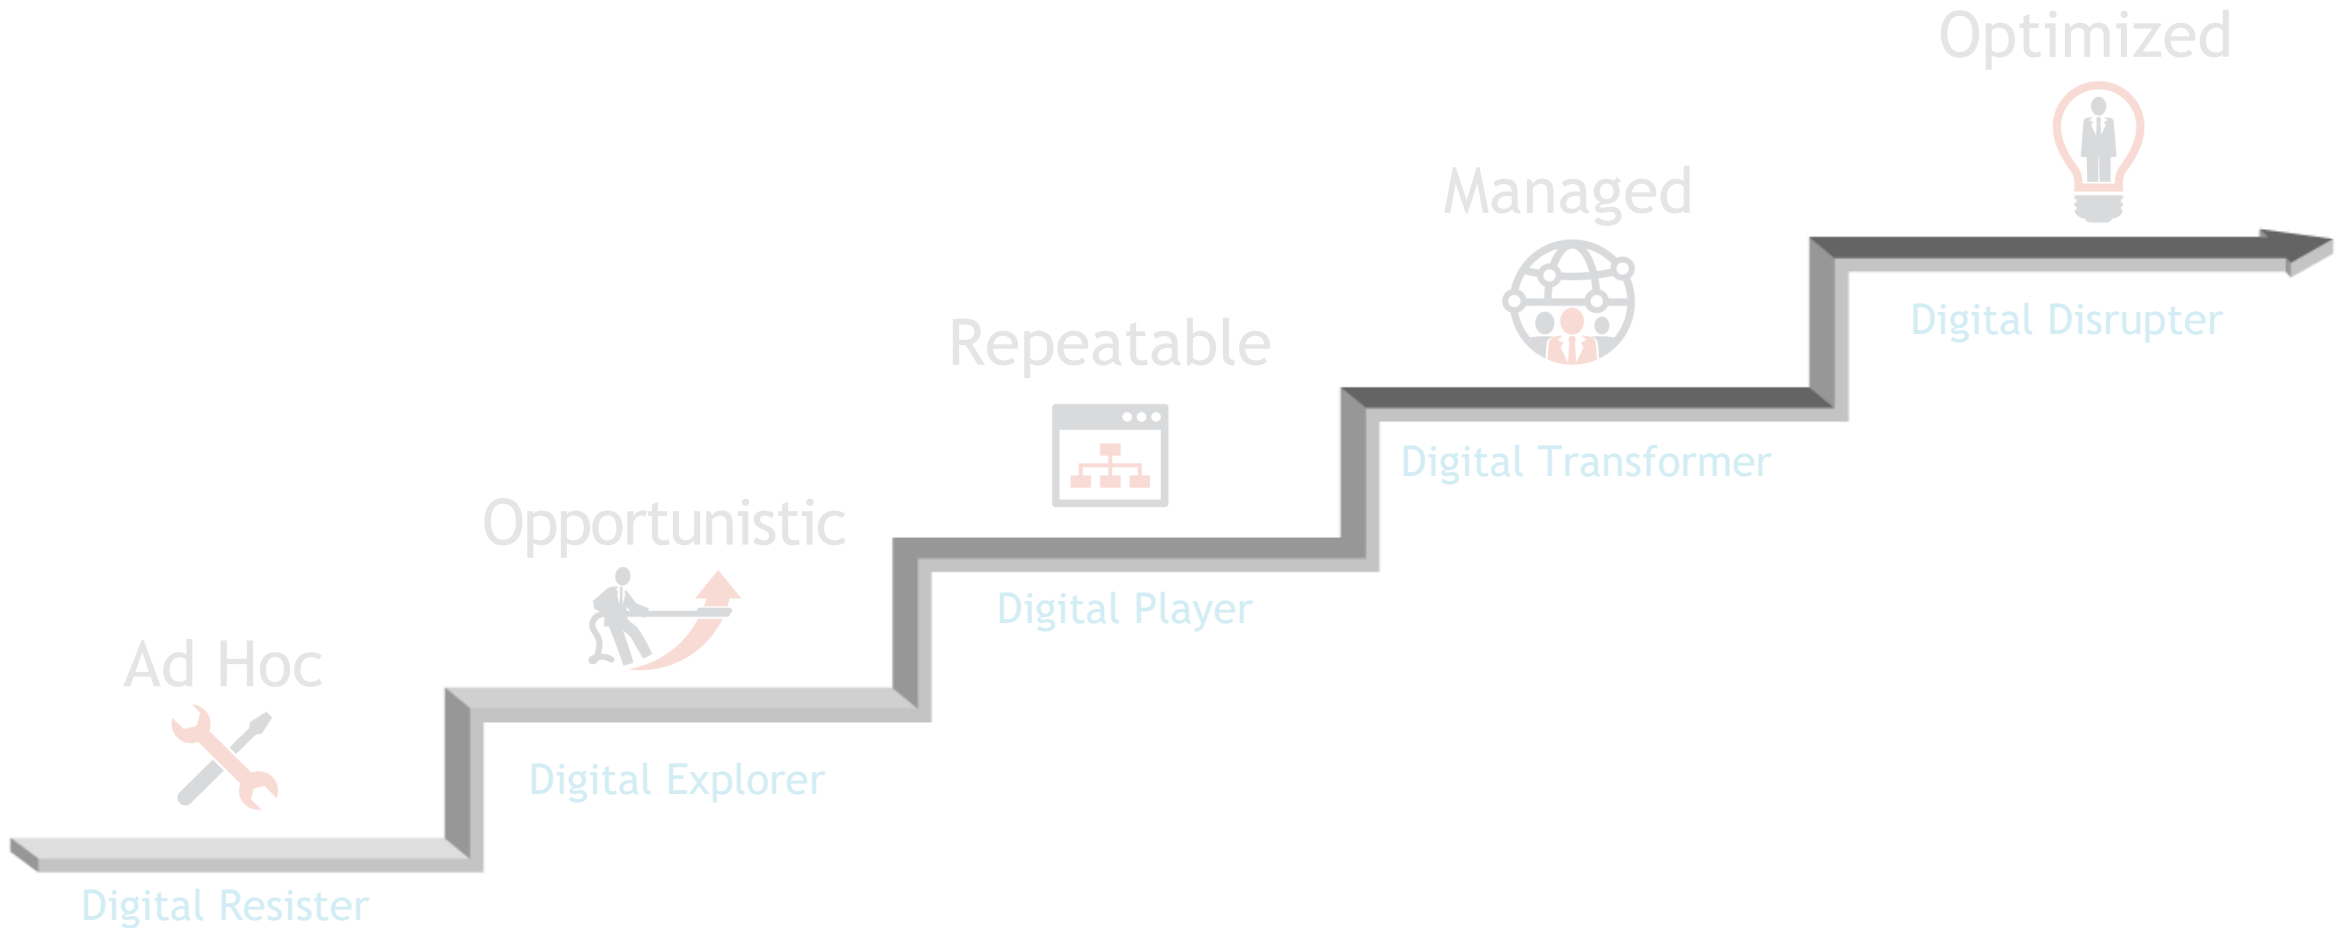 Optimized
Managed
Digital Disrupter
Repeatable
Digital Transformer
Opportunistic
Digital Player
Ad Hoc
Digital Explorer
Digital Resister